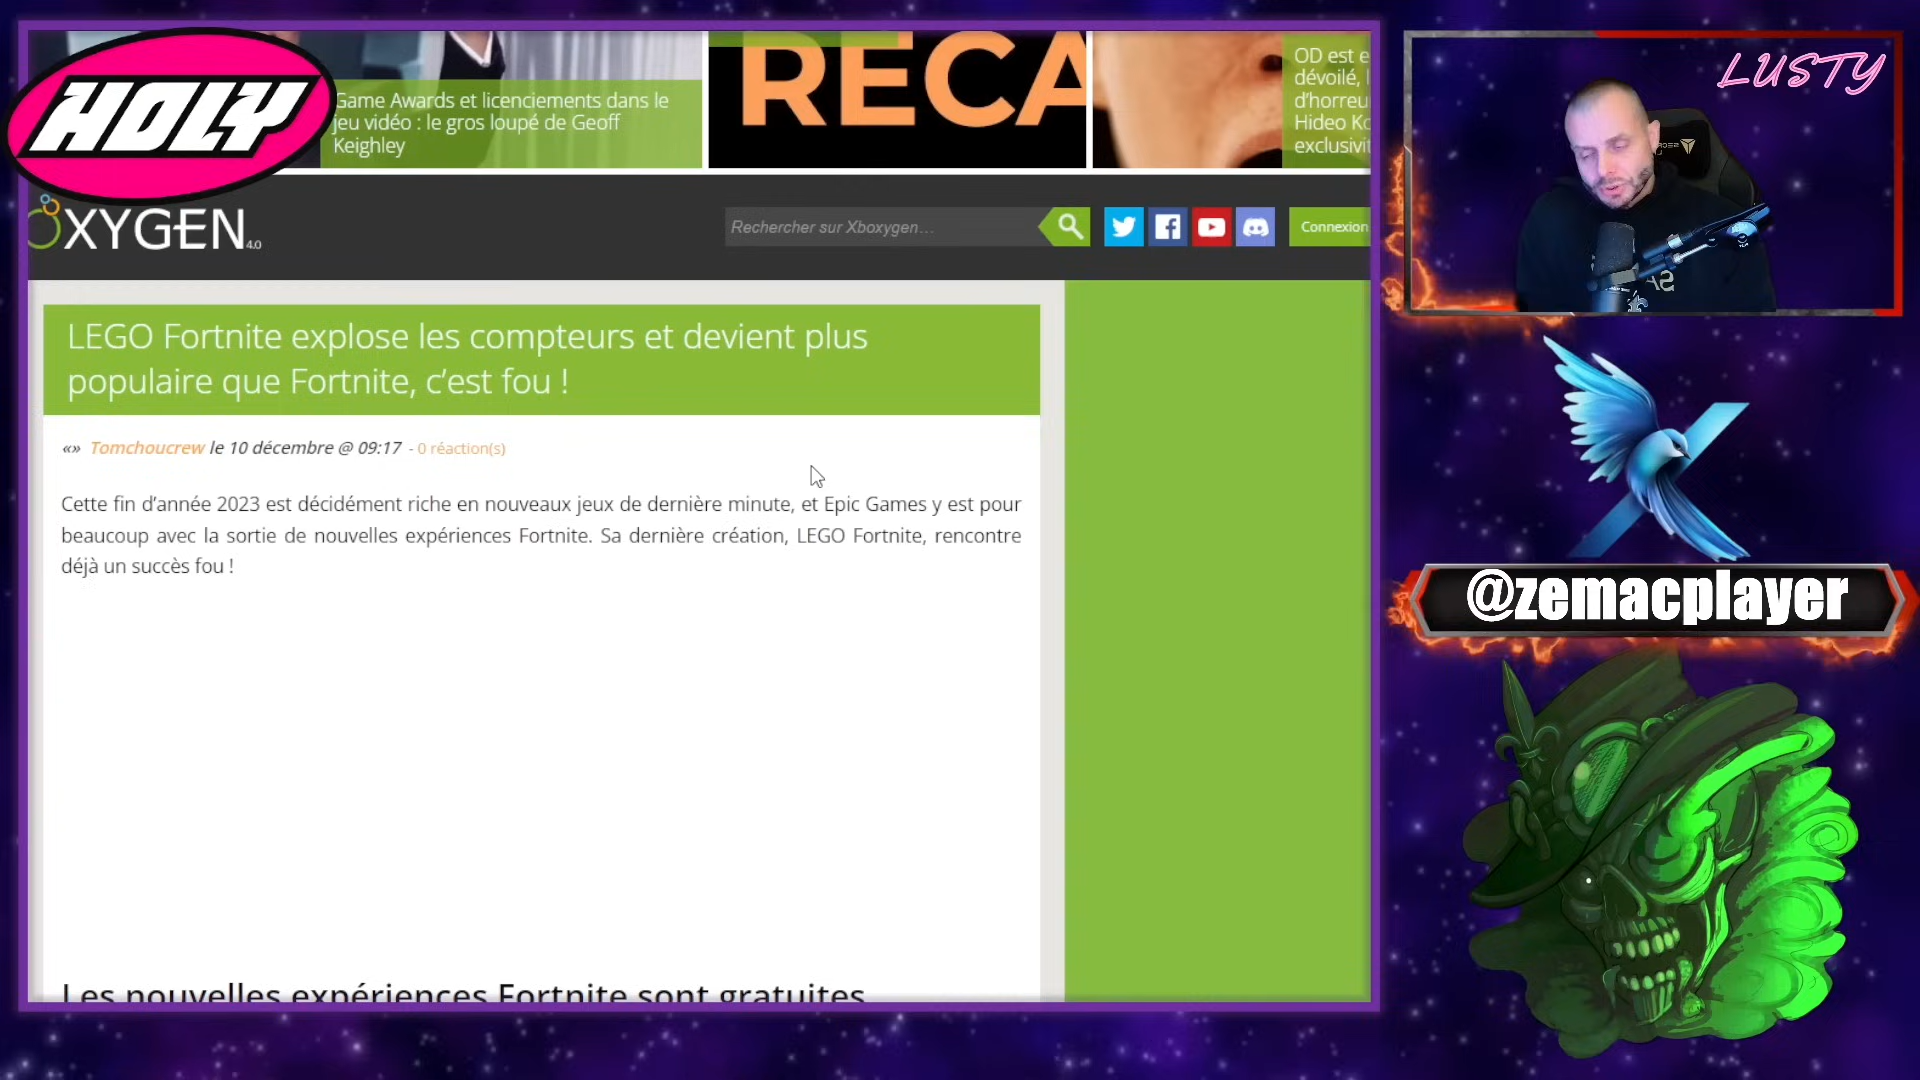 HOLY
Game Awards et licenciements dans le
jeu vidéo : le gros loupé de Geoff
Keighley
RECA
OD est e
dévoilé, l
d'horreu
Hideo Ko
exclusivit
LUSTY
OXYGEN 4.0
Rechercher sur Xboxygen...
Connexion
LEGO Fortnite explose les compteurs et devient plus
populaire que Fortnite, c'est fou !
«» Tomchoucrew le 10 décembre @ 09:17 - 0 réaction(s)
Cette fin d'année 2023 est décidément riche en nouveaux jeux de dernière minute, et Epic Games y est pour
beaucoup avec la sortie de nouvelles expériences Fortnite. Sa dernière création, LEGO Fortnite, rencontre
déjà un succès fou !
@zemacplayer
Les nouvelles expériences Fortnite sont gratuites